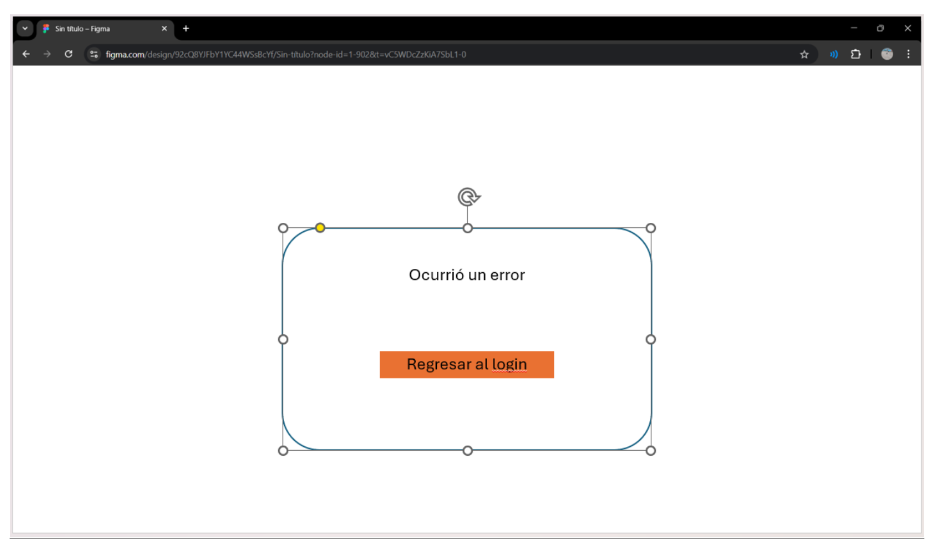 Sin título – Figma
figma.com/design/92cQ8YJFbY1YC44WSsBcYf/Sin-título?node-id=1-902&t=vC5WDcZzKiA7SbL1-0
Ocurrió un error
Regresar al login